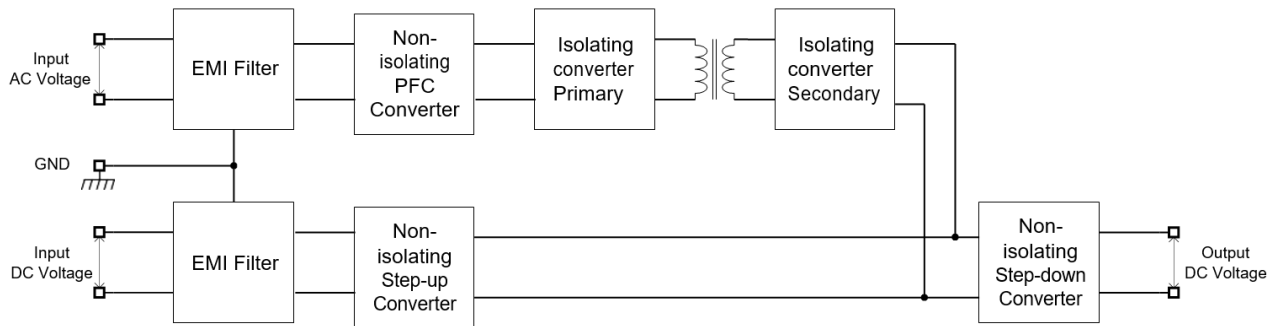 Input
AC Voltage
EMI Filter
Non-
isolating
PFC
Converter
Isolating
converter
Primary
Isolating
converter
Secondary
GND
Input
DC Voltage
EMI Filter
Non-
isolating
Step-up
Converter
Non-
isolating
Step-down
Converter
Output
DC Voltage